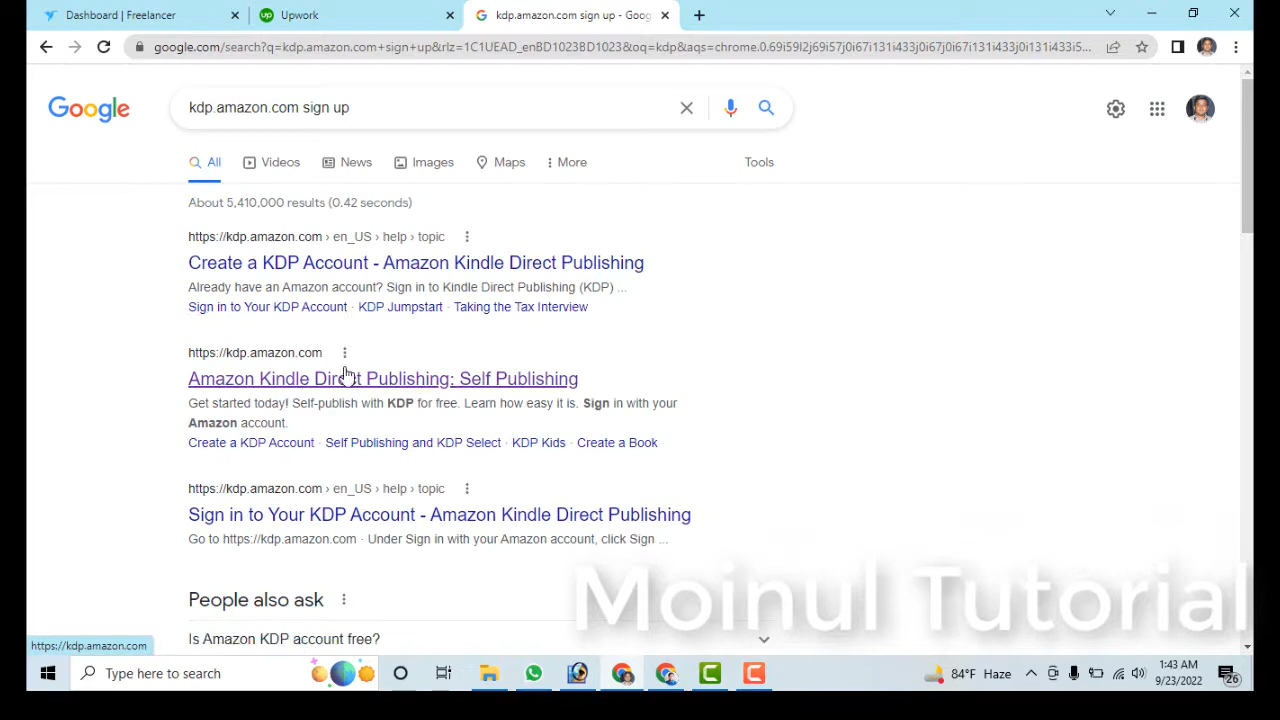 Dashboard | Freelancer
Upwork
kdp.amazon.com sign up - Goog
google.com/search?q=kdp.amazon.com+sign+up&rlz=1C1UEAD_enBD1023BD1023&oq=kdp&aqs=chrome.0.69i59l2j69i57j0i67i131i433j0i67j0i67i131i433j0i131i433j0i5...
Google
kdp.amazon.com sign up
All
Videos
News
Images
Maps
More
Tools
About 5,410,000 results (0.42 seconds)
https://kdp.amazon.com › en_US › help › topic
Create a KDP Account - Amazon Kindle Direct Publishing
Already have an Amazon account? Sign in to Kindle Direct Publishing (KDP) ...
Sign in to Your KDP Account · KDP Jumpstart · Taking the Tax Interview
https://kdp.amazon.com
Amazon Kindle Direct Publishing: Self Publishing
Get started today! Self-publish with KDP for free. Learn how easy it is. Sign in with your
Amazon account.
Create a KDP Account · Self Publishing and KDP Select · KDP Kids · Create a Book
https://kdp.amazon.com › en_US › help › topic
Sign in to Your KDP Account - Amazon Kindle Direct Publishing
Go to https://kdp.amazon.com · Under Sign in with your Amazon account, click Sign ...
People also ask
Moinul Tutorial
Is Amazon KDP account free?
https://kdp.amazon.com
Type here to search
84°F Haze
1:43 AM
9/23/2022
26